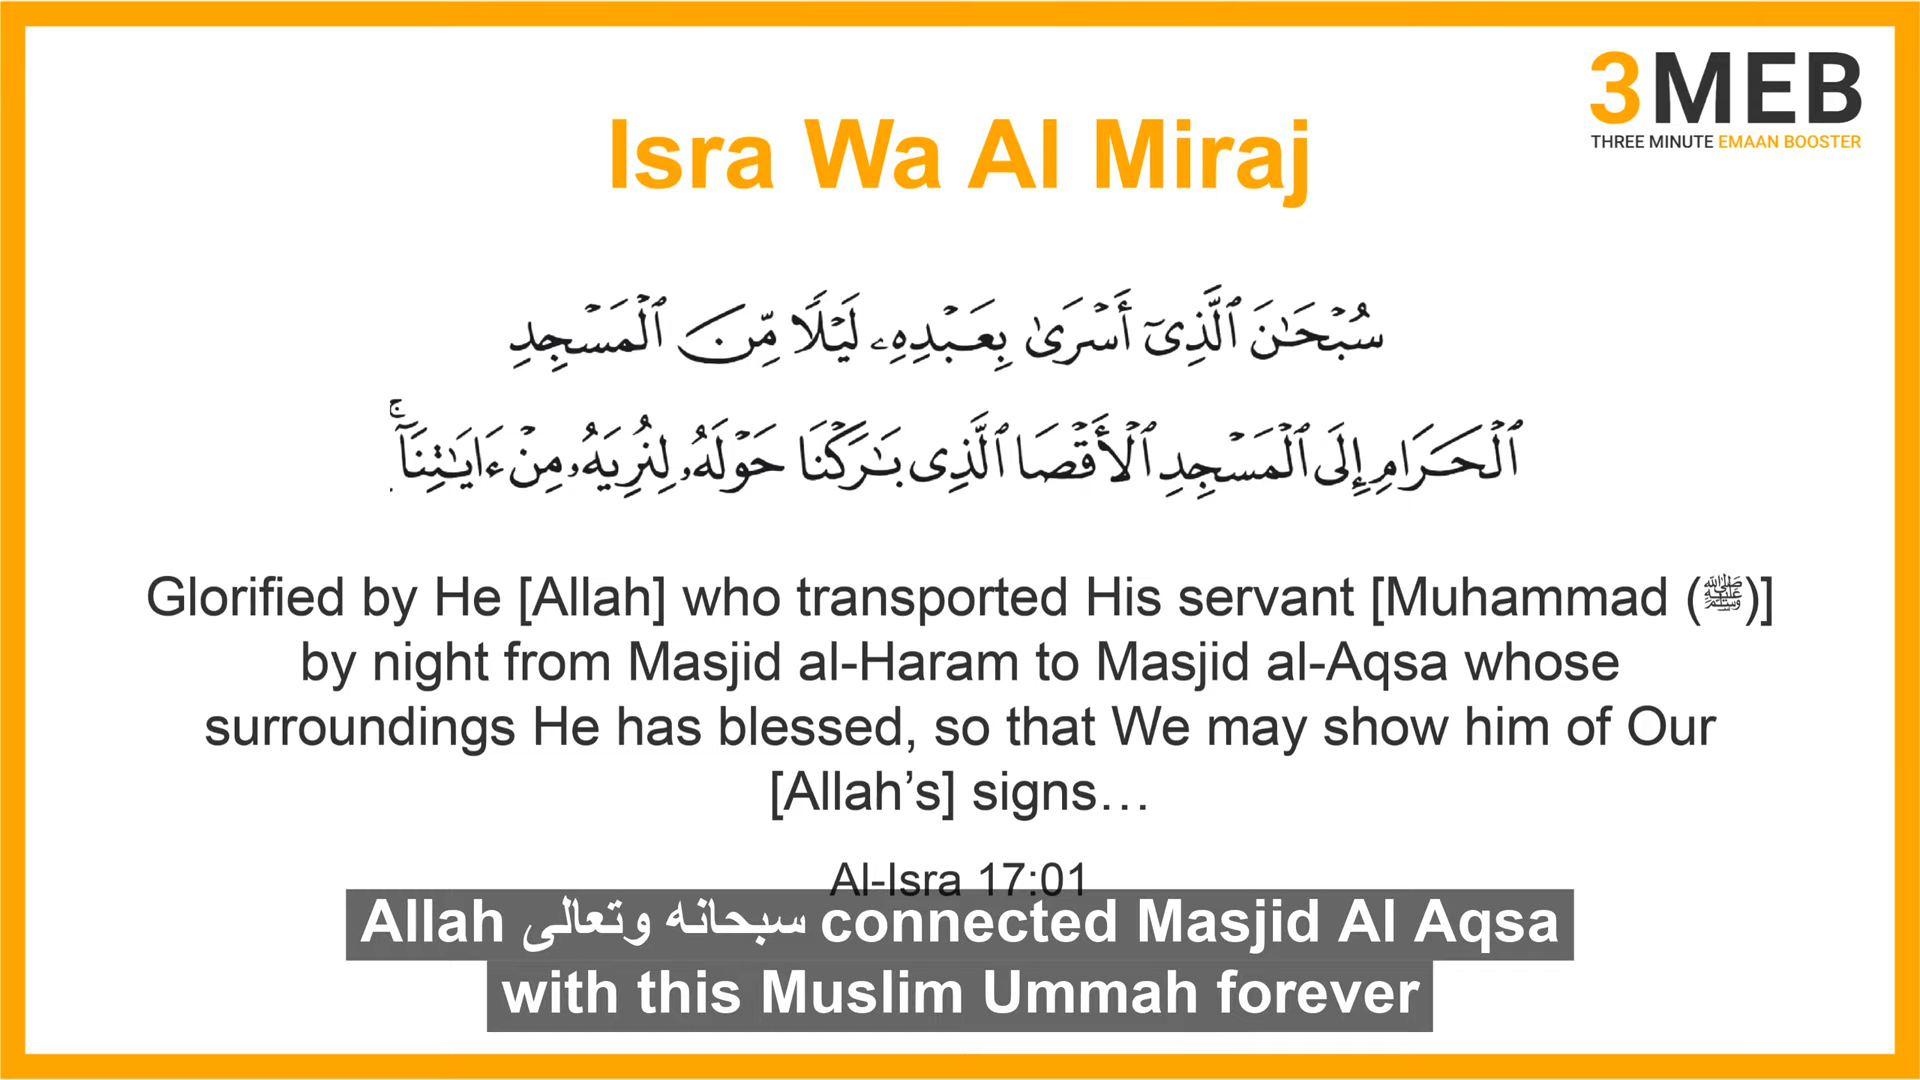 3MEB
THREE MINUTE EMAAN BOOSTER
Isra Wa Al Miraj
سُبْحَـٰنَ ٱلَّذِىٓ أَسْرَىٰ بِعَبْدِهِۦ لَيْلًا مِّنَ ٱلْمَسْجِدِ
ٱلْحَرَامِ إِلَى ٱلْمَسْجِدِ ٱلْأَقْصَا ٱلَّذِى بَـٰرَكْنَا حَوْلَهُۥ لِنُرِيَهُۥ مِنْ ءَايَـٰتِنَآ ۚ
Glorified by He [Allah] who transported His servant [Muhammad (ﷺ)]
by night from Masjid al-Haram to Masjid al-Aqsa whose
surroundings He has blessed, so that We may show him of Our
[Allah’s] signs…
Al-Isra 17:01
Allah سبحانه وتعالى connected Masjid Al Aqsa
with this Muslim Ummah forever